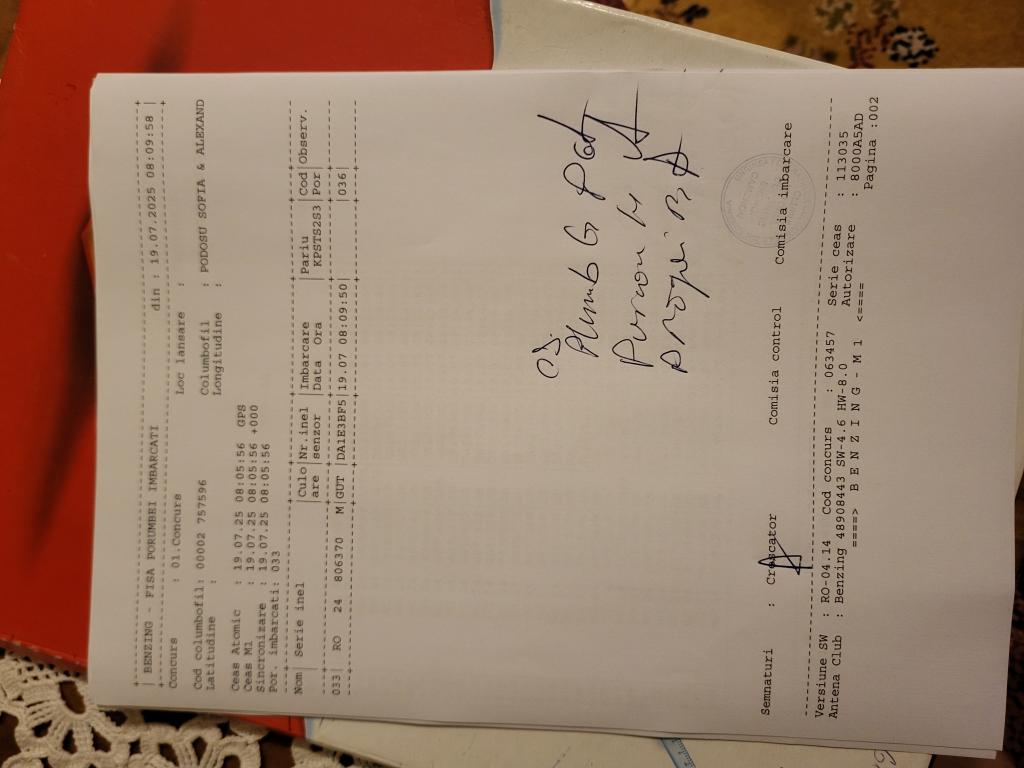 | BENZING - FISA PORUMBEI IMBARCATI din : 19.07.2025 08:09:58 |
Concurs : 01.Concurs Loc lansare :
Cod columbofil: 00002 757596 Columbofil : PODOSU SOFIA & ALEXAND
Latitudine : Longitudine :
Ceas Atomic : 19.07.25 08:05:56 GPS
Ceas M1 : 19.07.25 08:05:56 +000
Sincronizare : 19.07.25 08:05:56
Por. imbarcati: 033
Nom| Serie inel |Culo|Nr.inel |Imbarcare |Pariu |Cod|Observ.
| |are |senzor |Data Ora | KPSTS2S3 |Por|
033| RO 24 806370 M|GUT |DA1E3BF5|19.07 08:09:50| |036|
Plumb G
Semnaturi : Crescator Comisia control Comisia imbarcare
Versiune SW : RO-04.14 Cod concurs : 063457 Serie ceas : 113035
Antena Club : Benzing 48908443 SW-4.6 HW-8.0 Autorizare : 8000A5AD
====> B E N Z I N G - M 1 <==== Pagina :002